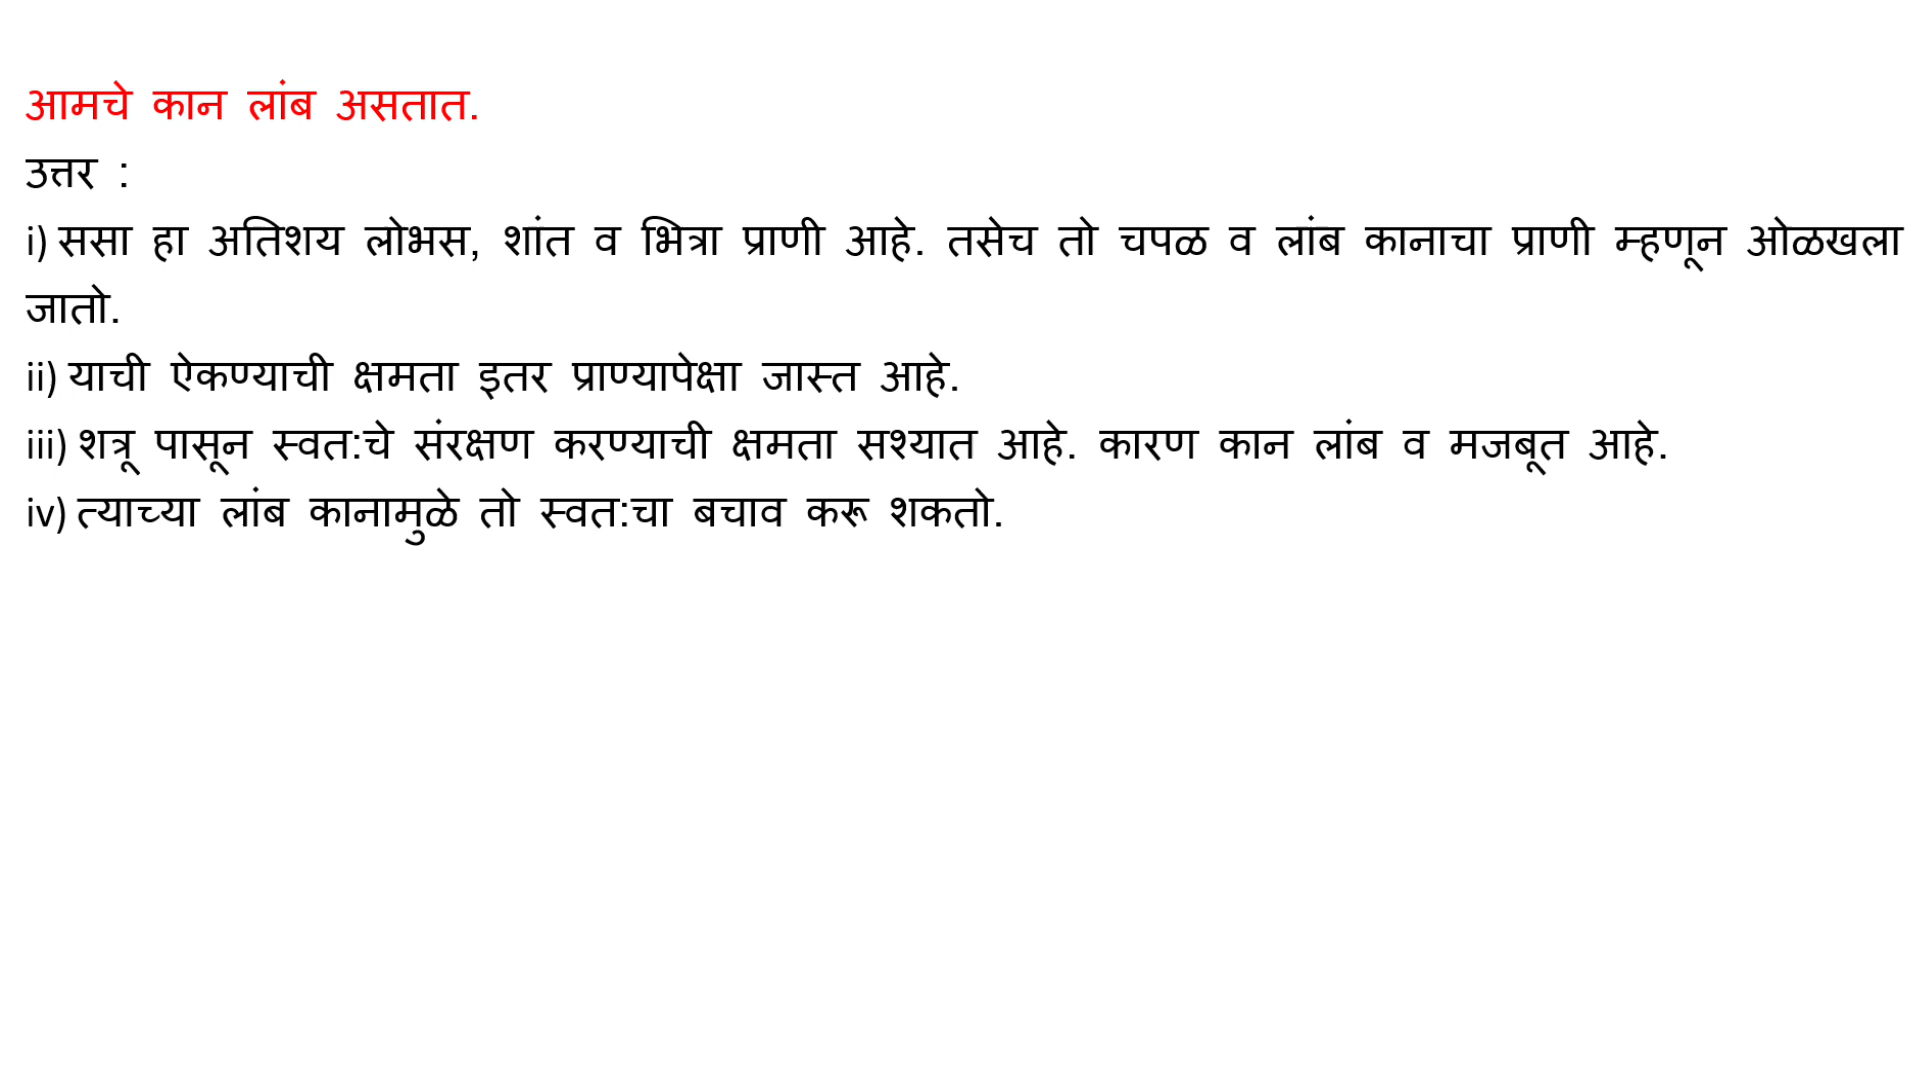 आमचे कान लांब असतात.
उत्तर :
i) ससा हा अतिशय लोभस, शांत व भित्रा प्राणी आहे. तसेच तो चपळ व लांब कानाचा प्राणी म्हणून ओळखला
जातो.
ii) याची ऐकण्याची क्षमता इतर प्राण्यापेक्षा जास्त आहे.
iii) शत्रू पासून स्वत:चे संरक्षण करण्याची क्षमता सश्यात आहे. कारण कान लांब व मजबूत आहे.
iv) त्याच्या लांब कानामुळे तो स्वत:चा बचाव करू शकतो.